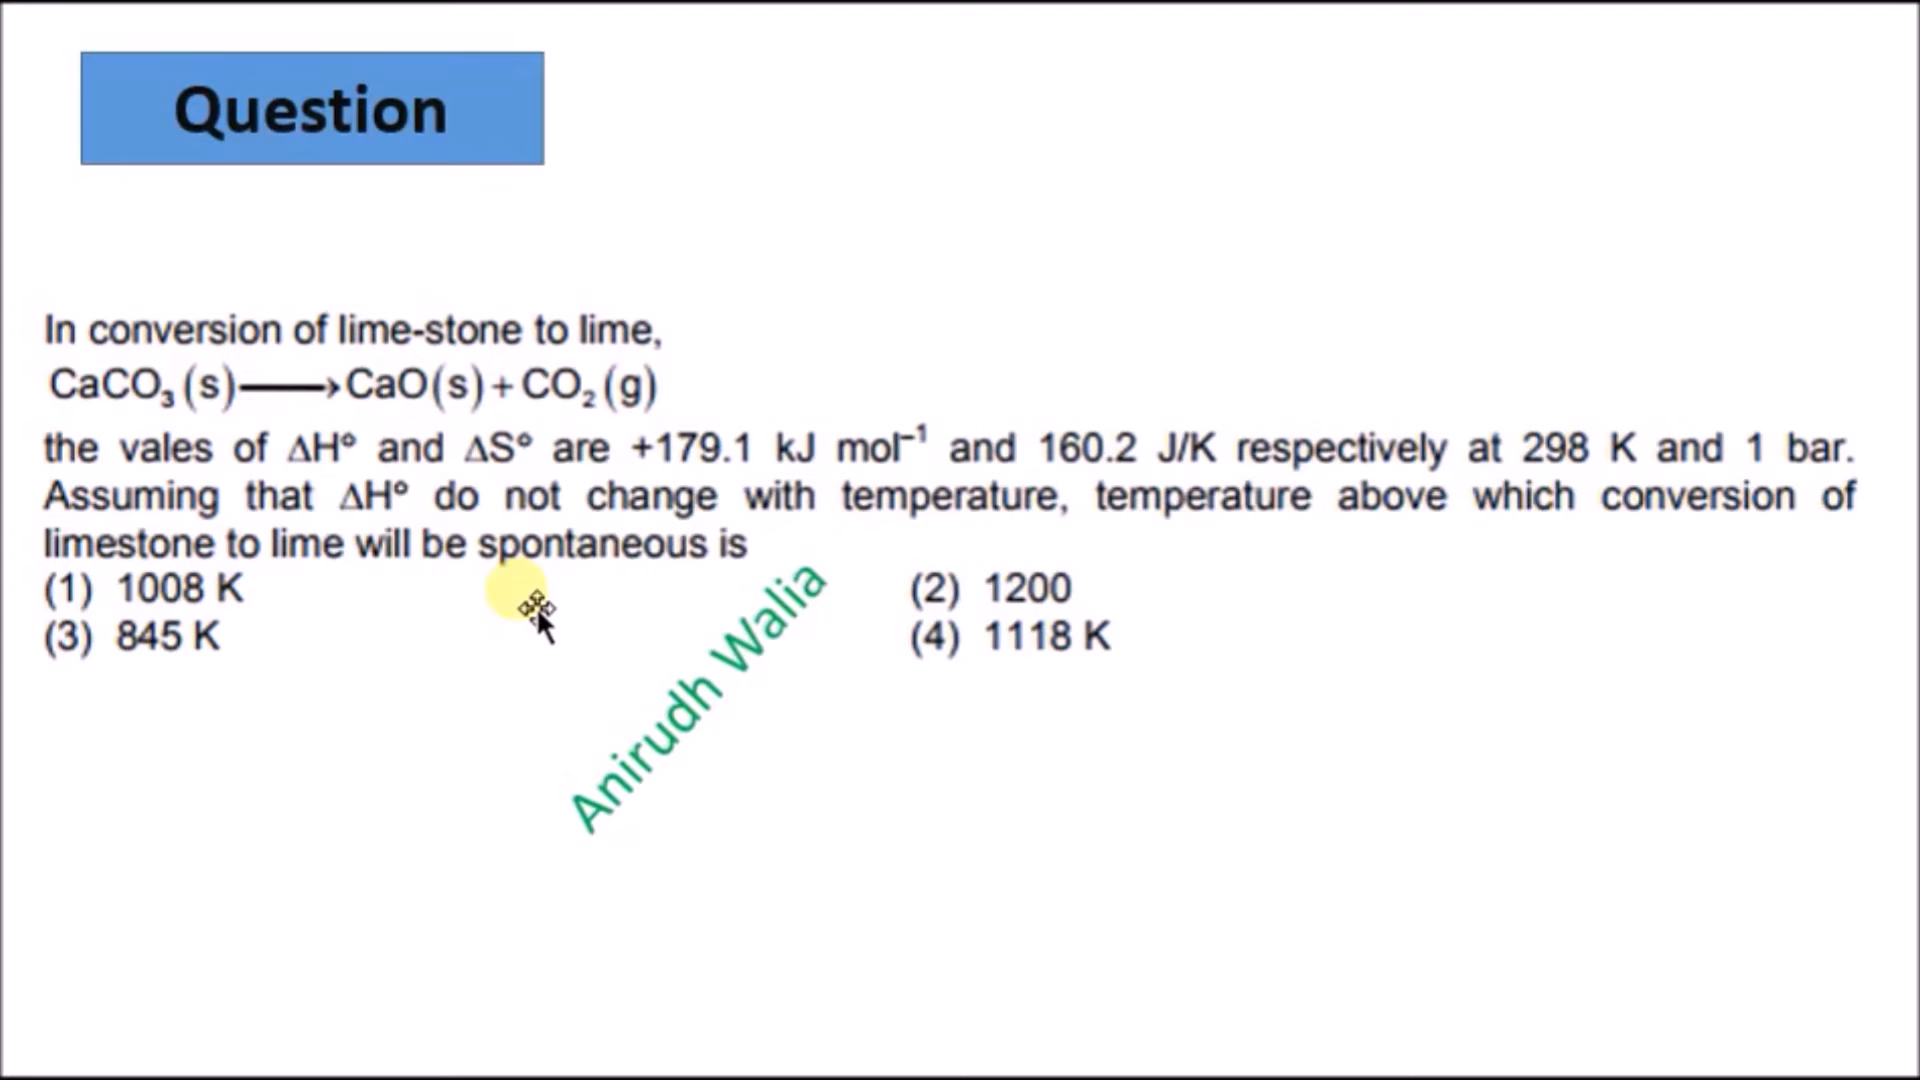 Question
In conversion of lime-stone to lime,
CaCO₃(s)⟶CaO(s)+CO₂(g)
the vales of ΔH° and ΔS° are +179.1 kJ mol⁻¹ and 160.2 J/K respectively at 298 K and 1 bar.
Assuming that ΔH° do not change with temperature, temperature above which conversion of
limestone to lime will be spontaneous is
(1) 1008 K (2) 1200
(3) 845 K (4) 1118 K
Anirudh Walia